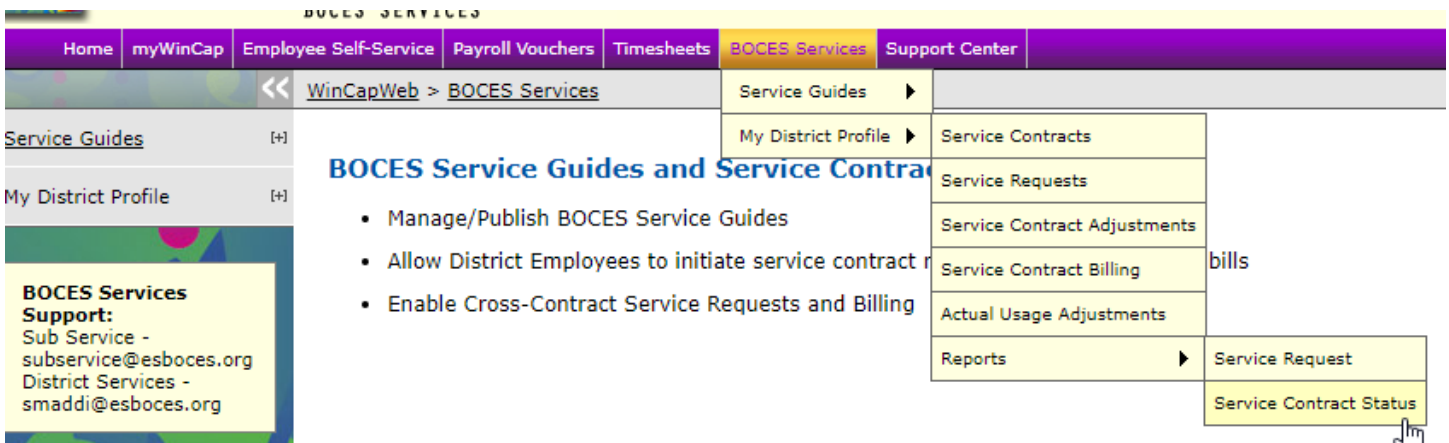 BOCES SERVICES
Home myWinCap Employee Self-Service Payroll Vouchers Timesheets BOCES Services Support Center
<< WinCapWeb > BOCES Services
Service Guides
My District Profile
Service Contracts
Service Requests
Service Contract Adjustments
Service Contract Billing
Actual Usage Adjustments
Reports
Service Request
Service Contract Status
Service Guides [+]
My District Profile [+]
BOCES Services
Support:
Sub Service -
subservice@esboces.org
District Services -
smaddi@esboces.org
BOCES Service Guides and Service
• Manage/Publish BOCES Service Guides
• Allow District Employees to initiate service contract bills
• Enable Cross-Contract Service Requests and Billing